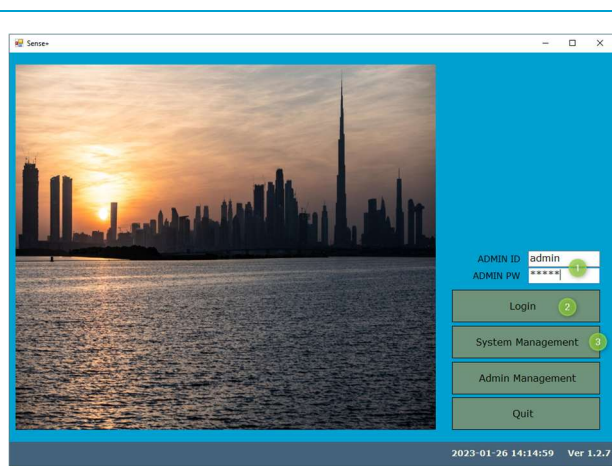 Sense+
ADMIN ID admin
1
ADMIN PW *****
Login 2
System Management 3
Admin Management
Quit
2023-01-26 14:14:59 Ver 1.2.7